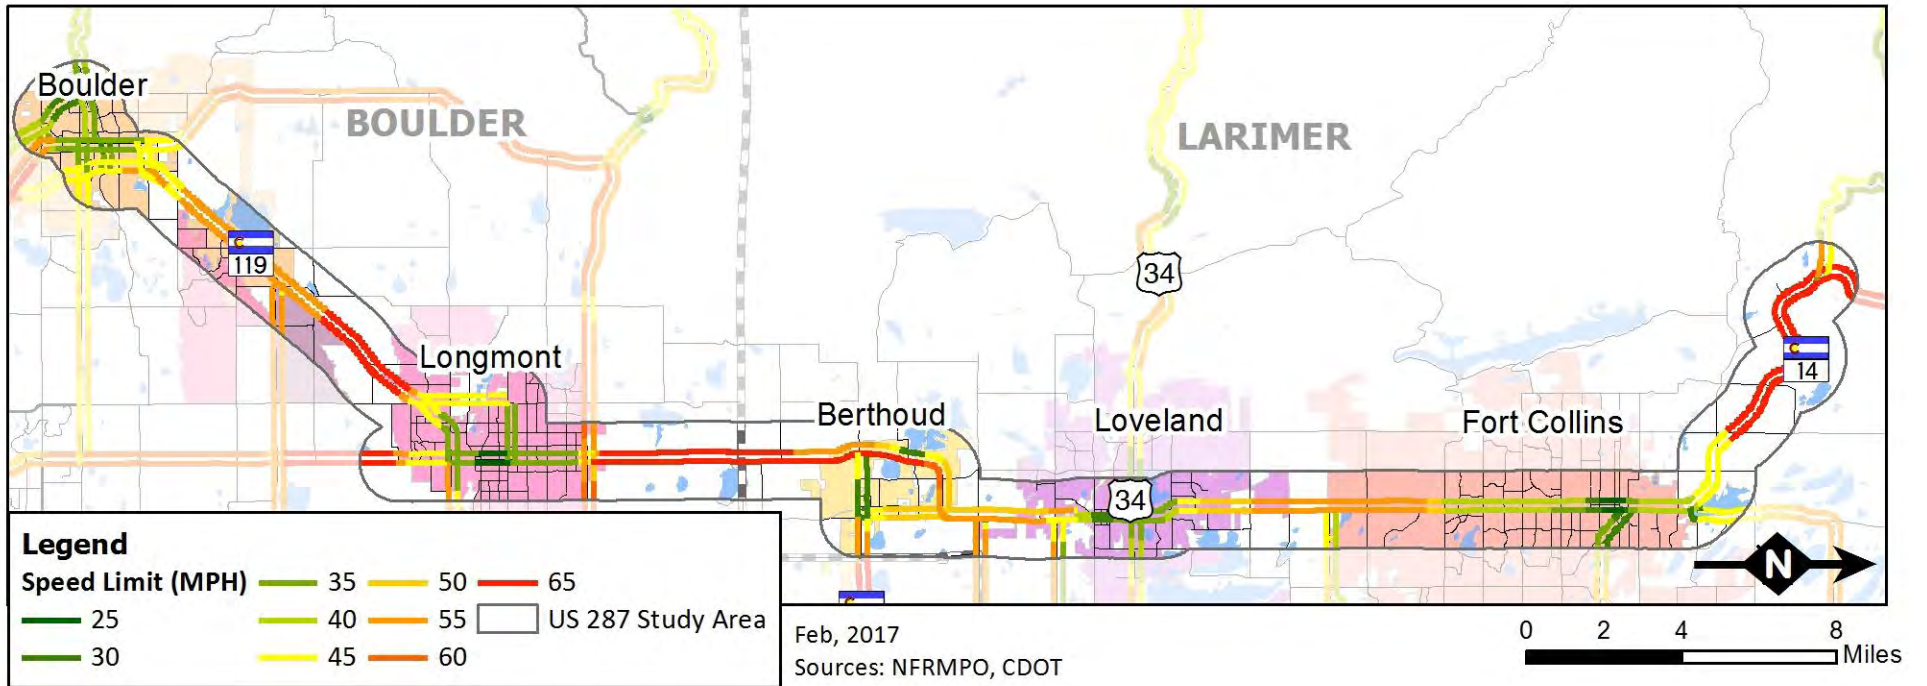 Boulder
BOULDER
LARIMER
C
119
34
Longmont
C
14
Berthoud
Loveland
Fort Collins
34
C
N
Legend
Speed Limit (MPH)
25
30
35
40
45
50
55
60
65
US 287 Study Area
Feb, 2017
Sources: NFRMPO, CDOT
0 2 4 8
Miles